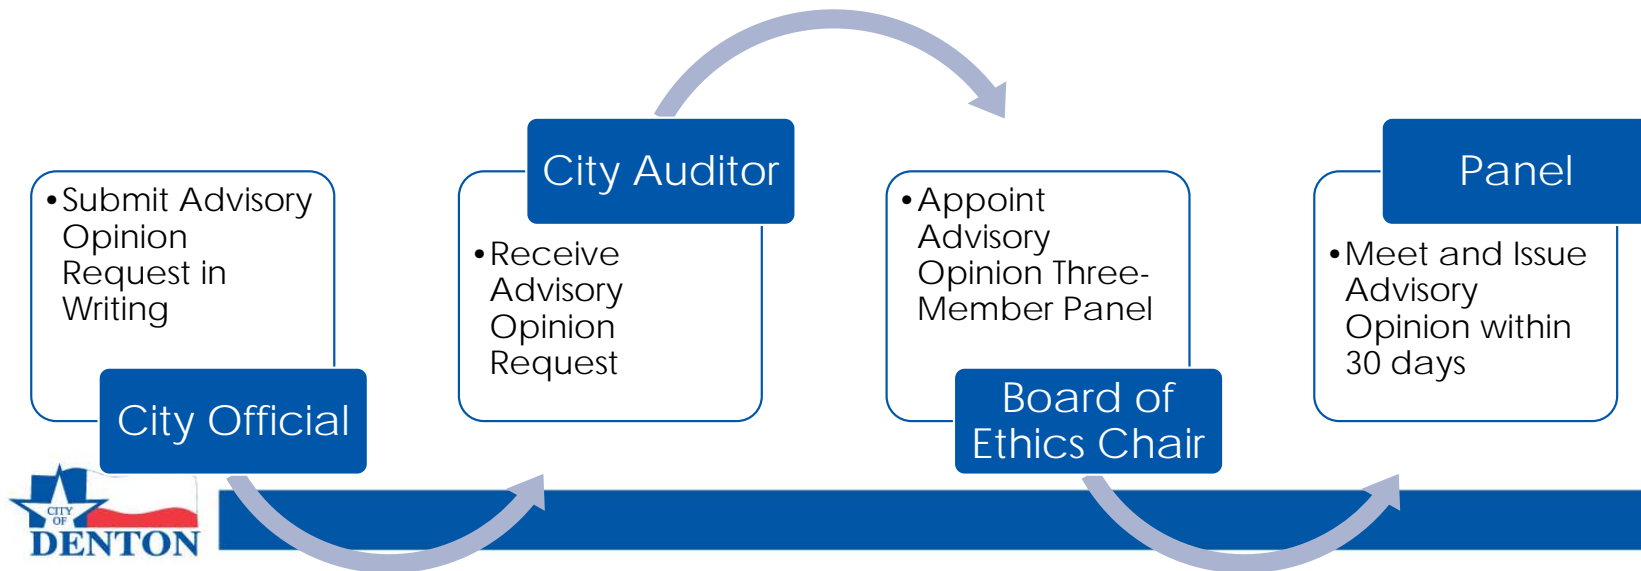 •Submit Advisory
Opinion
Request in
Writing
City Official
City Auditor
•Receive
Advisory
Opinion
Request
•Appoint
Advisory
Opinion Three-
Member Panel
Board of
Ethics Chair
Panel
•Meet and Issue
Advisory
Opinion within
30 days
CITY
OF
DENTON